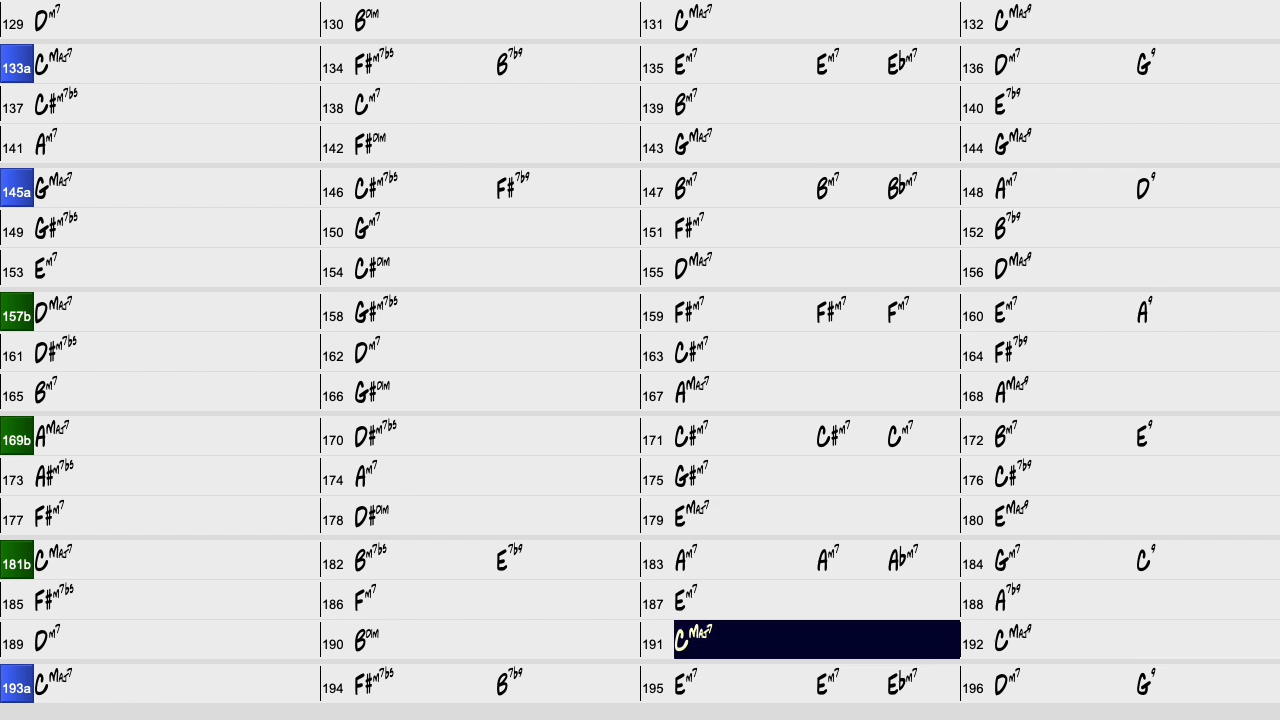 129 Dm7 130 BDim 131 CMaj7 132 CMaj9
133a CMaj7 134 F#m7b5 B7b9 135 Em7 Em7 Ebm7 136 Dm7 G9
137 C#m7b5 138 Cm7 139 Bm7 140 E7b9
141 Am7 142 F#Dim 143 GMaj7 144 GMaj9
145a GMaj7 146 C#m7b5 F#7b9 147 Bm7 Bm7 Bbm7 148 Am7 D9
149 G#m7b5 150 Gm7 151 F#m7 152 B7b9
153 Em7 154 C#Dim 155 DMaj7 156 DMaj9
157b DMaj7 158 G#m7b5 159 F#m7 F#m7 Fm7 160 Em7 A9
161 D#m7b5 162 Dm7 163 C#m7 164 F#7b9
165 Bm7 166 G#Dim 167 AMaj7 168 AMaj9
169b AMaj7 170 D#m7b5 171 C#m7 C#m7 Cm7 172 Bm7 E9
173 A#m7b5 174 Am7 175 G#m7 176 C#7b9
177 F#m7 178 D#Dim 179 EMaj7 180 EMaj9
181b CMaj7 182 Bm7b5 E7b9 183 Am7 Am7 Abm7 184 Gm7 C9
185 F#m7b5 186 Fm7 187 Em7 188 A7b9
189 Dm7 190 BDim 191 CMaj7 192 CMaj9
193a CMaj7 194 F#m7b5 B7b9 195 Em7 Em7 Ebm7 196 Dm7 G9